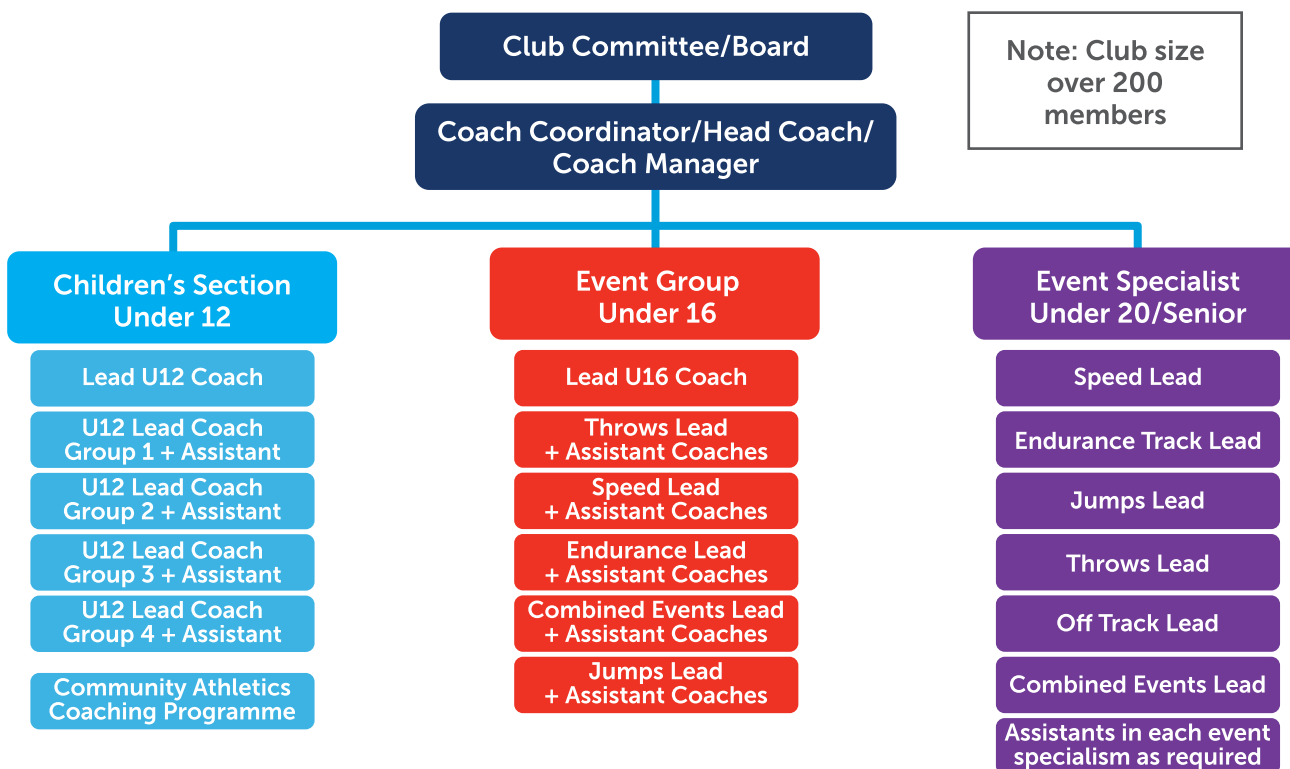 Club Committee/Board
Note: Club size
over 200
members
Coach Coordinator/Head Coach/
Coach Manager
Children’s Section
Under 12
Lead U12 Coach
U12 Lead Coach
Group 1 + Assistant
U12 Lead Coach
Group 2 + Assistant
U12 Lead Coach
Group 3 + Assistant
U12 Lead Coach
Group 4 + Assistant
Community Athletics
Coaching Programme
Event Group
Under 16
Lead U16 Coach
Throws Lead
+ Assistant Coaches
Speed Lead
+ Assistant Coaches
Endurance Lead
+ Assistant Coaches
Combined Events Lead
+ Assistant Coaches
Jumps Lead
+ Assistant Coaches
Event Specialist
Under 20/Senior
Speed Lead
Endurance Track Lead
Jumps Lead
Throws Lead
Off Track Lead
Combined Events Lead
Assistants in each event
specialism as required